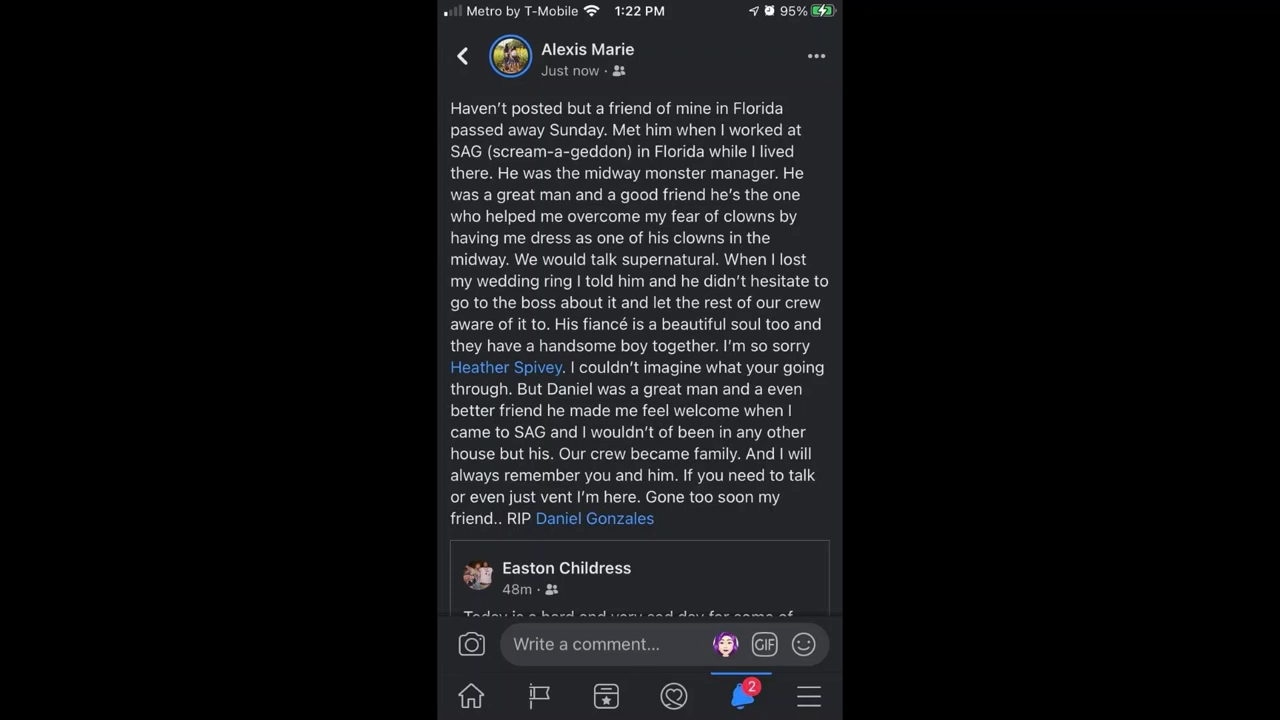 Metro by T-Mobile 1:22 PM 95%
Alexis Marie
Just now ·
Haven't posted but a friend of mine in Florida
passed away Sunday. Met him when I worked at
SAG (scream-a-geddon) in Florida while I lived
there. He was the midway monster manager. He
was a great man and a good friend he's the one
who helped me overcome my fear of clowns by
having me dress as one of his clowns in the
midway. We would talk supernatural. When I lost
my wedding ring I told him and he didn't hesitate to
go to the boss about it and let the rest of our crew
aware of it to. His fiancé is a beautiful soul too and
they have a handsome boy together. I'm so sorry
Heather Spivey. I couldn't imagine what your going
through. But Daniel was a great man and a even
better friend he made me feel welcome when I
came to SAG and I wouldn't of been in any other
house but his. Our crew became family. And I will
always remember you and him. If you need to talk
or even just vent I'm here. Gone too soon my
friend.. RIP Daniel Gonzales
Easton Childress
48m ·
Today is a hard and very sad day for some of
Write a comment... GIF
2